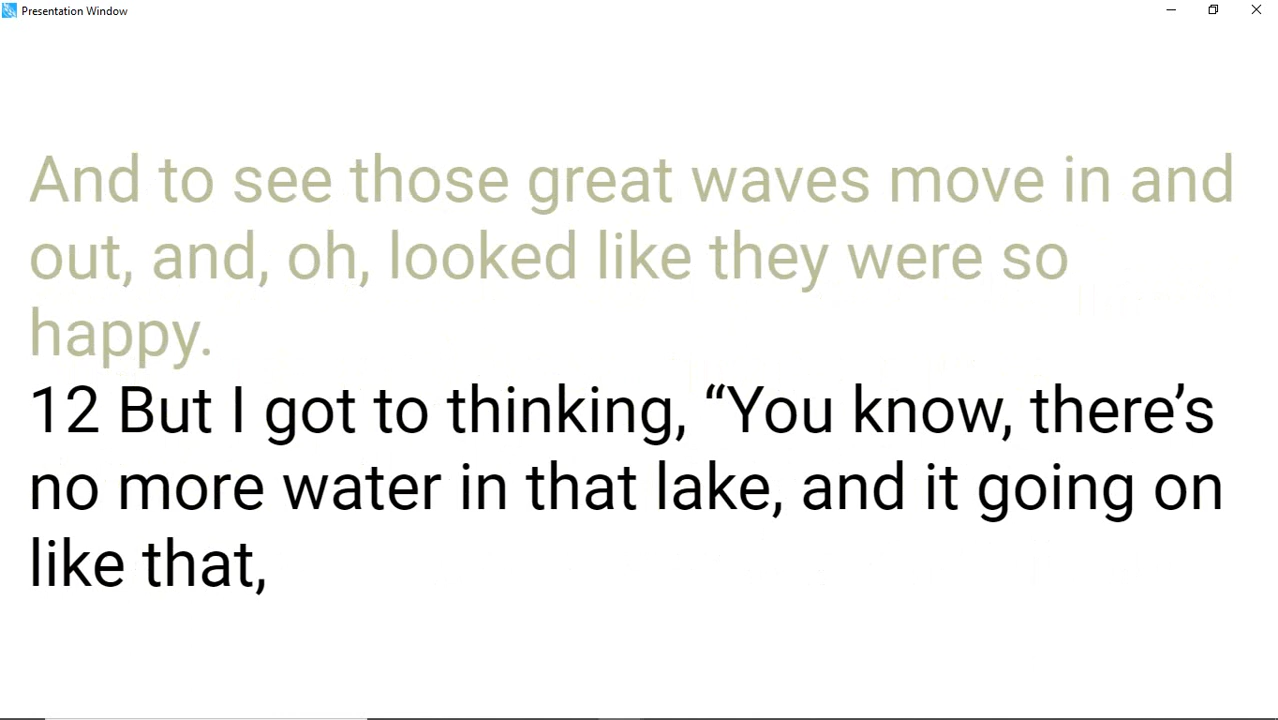 Presentation Window
And to see those great waves move in and
out, and, oh, looked like they were so
happy.
12 But I got to thinking, “You know, there’s
no more water in that lake, and it going on
like that,